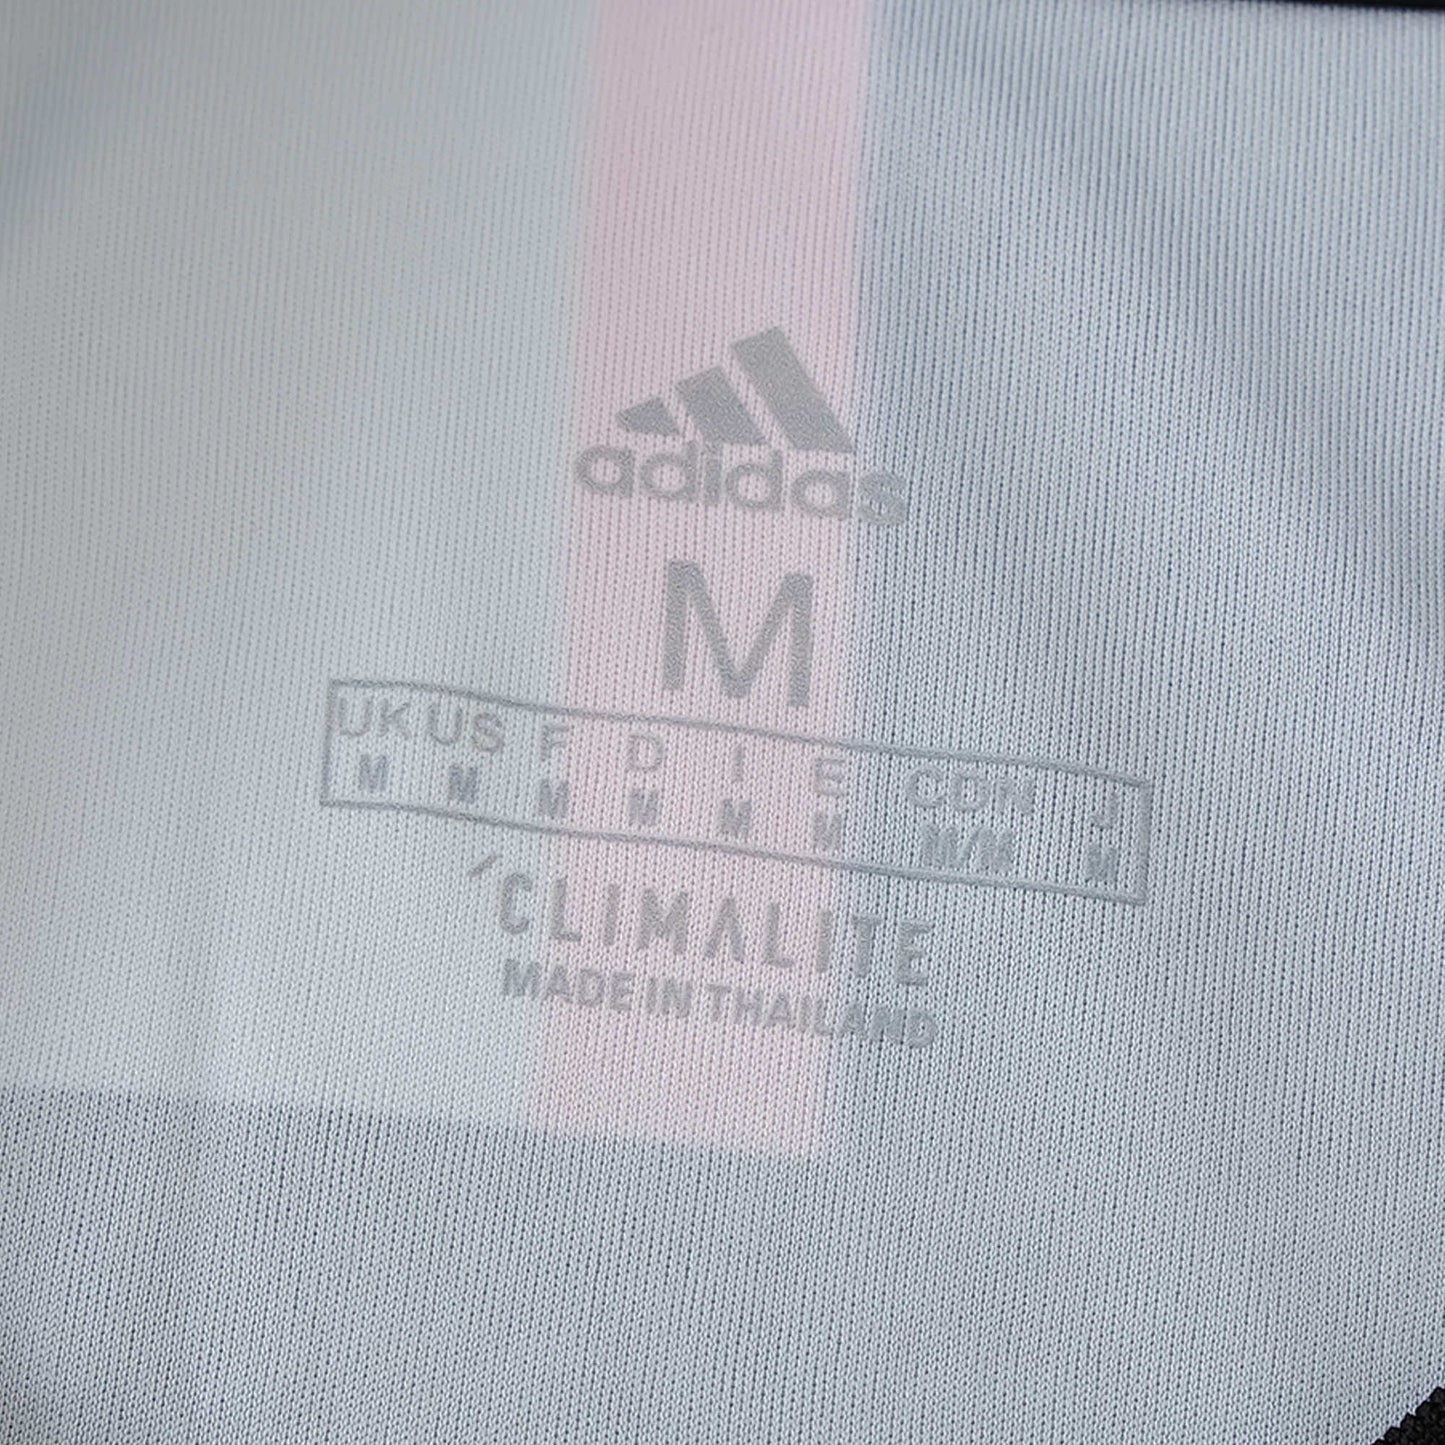 adidas
M
UK US F D I E CDN J
M M M M M M M/M M
CLIMALITE
MADE IN THAILAND